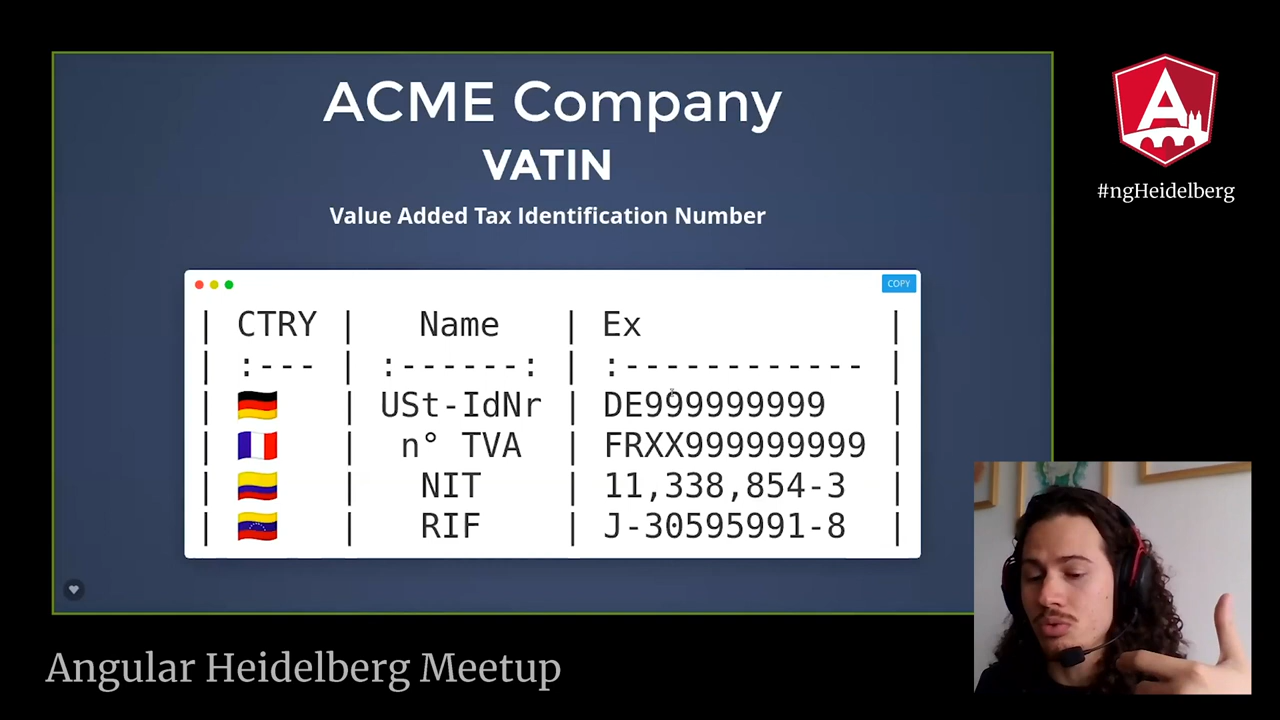 ACME Company
VATIN
Value Added Tax Identification Number
COPY
| CTRY | Name | Ex |
| :--- | :------: | :------------ |
| 🇩🇪 | USt-IdNr | DE999999999 |
| 🇫🇷 | n° TVA | FRXX999999999 |
| 🇨🇴 | NIT | 11,338,854-3 |
| 🇻🇪 | RIF | J-30595991-8 |
A
#ngHeidelberg
Angular Heidelberg Meetup